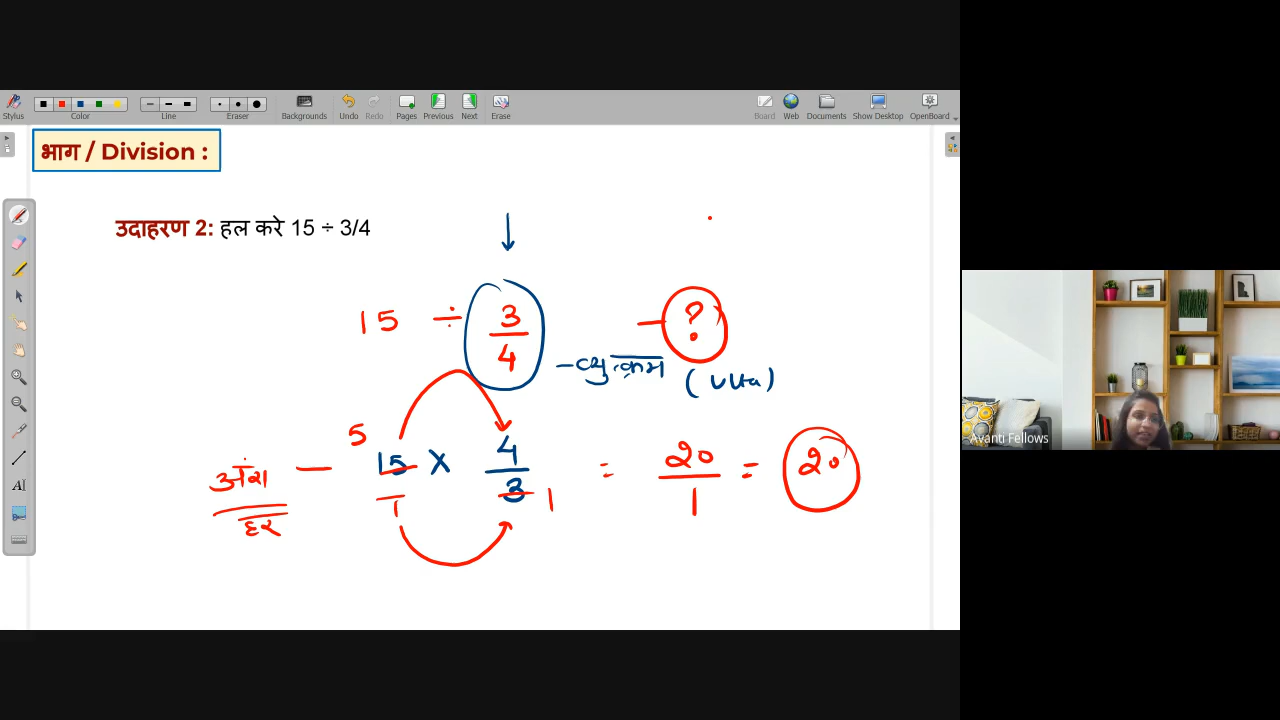 Stylus Color Line Eraser Backgrounds Undo Redo Pages Previous Next Erase Board Web Documents Show Desktop OpenBoard
भाग / Division :
उदाहरण 2: हल करे 15 ÷ 3/4
15 ÷ 3/4 – ?
– व्युत्क्रम
5
अंश / हर – 15/1 × 4/3 1 = 20/1 = 20
Avanti Fellows